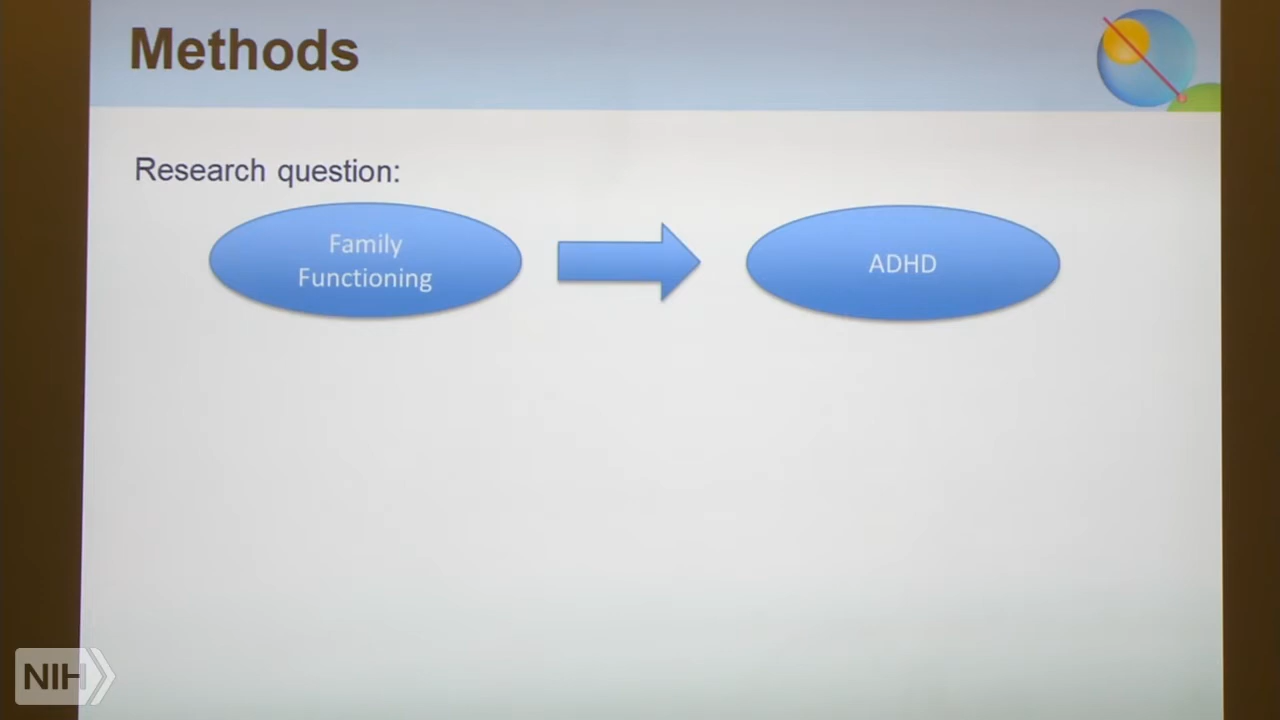 Methods
Research question:
Family
Functioning
ADHD
NIH